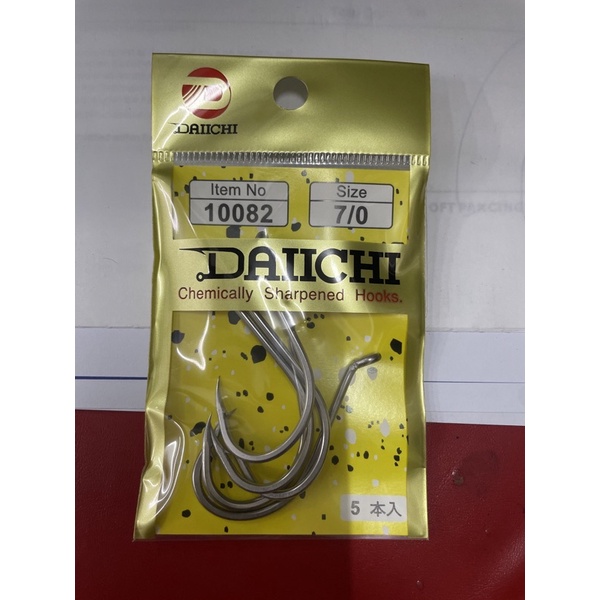 DAIICHI
Item No
10082
Size
7/0
DAIICHI
Chemically Sharpened Hooks.
5 本入